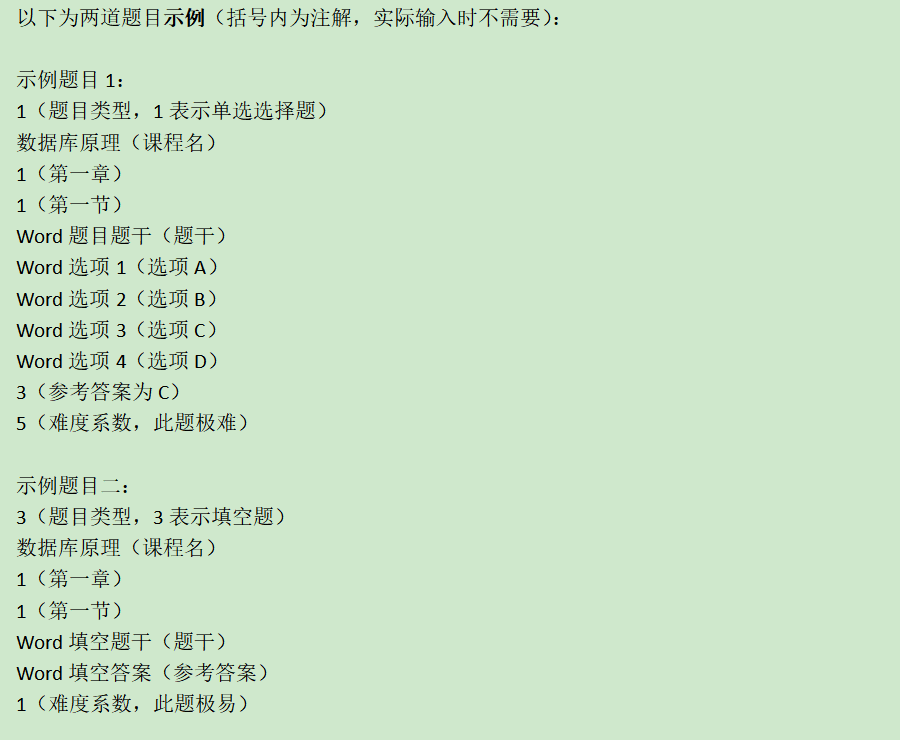 以下为两道题目示例（括号内为注解，实际输入时不需要）：
示例题目 1：
1（题目类型，1 表示单选选择题）
数据库原理（课程名）
1（第一章）
1（第一节）
Word 题目题干（题干）
Word 选项 1（选项 A）
Word 选项 2（选项 B）
Word 选项 3（选项 C）
Word 选项 4（选项 D）
3（参考答案为 C）
5（难度系数，此题极难）
示例题目二：
3（题目类型，3 表示填空题）
数据库原理（课程名）
1（第一章）
1（第一节）
Word 填空题干（题干）
Word 填空答案（参考答案）
1（难度系数，此题极易）